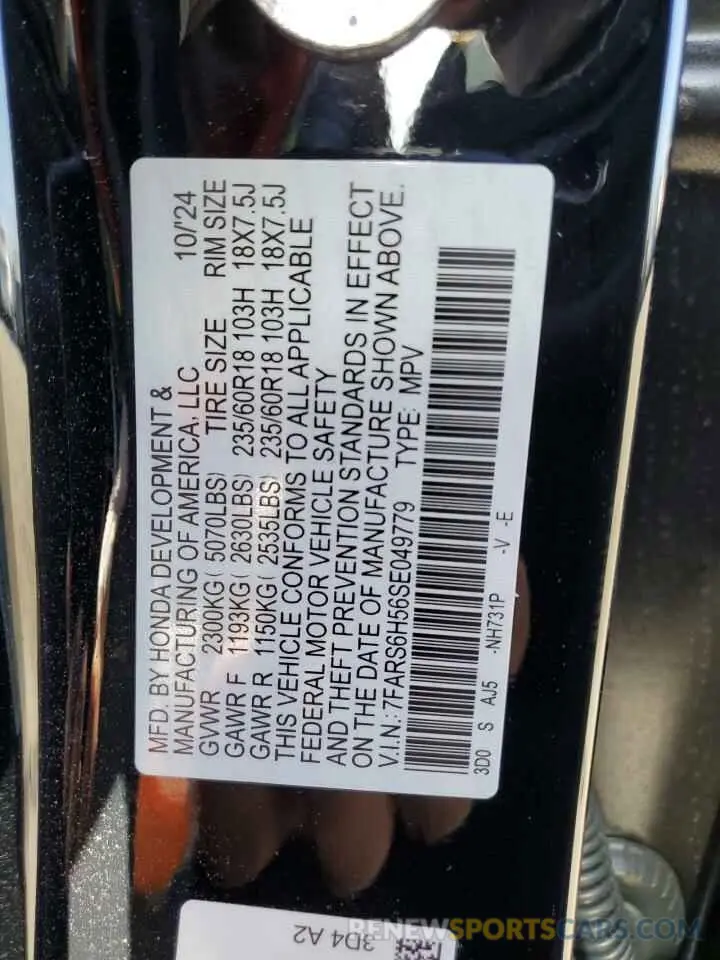 MFD. BY HONDA DEVELOPMENT &
MANUFACTURING OF AMERICA, LLC 10/'24
GVWR 2300KG( 5070LBS) TIRE SIZE RIM SIZE
GAWR F 1193KG( 2630LBS) 235/60R18 103H 18X7.5J
GAWR R 1150KG( 2535LBS) 235/60R18 103H 18X7.5J
THIS VEHICLE CONFORMS TO ALL APPLICABLE
FEDERAL MOTOR VEHICLE SAFETY
AND THEFT PREVENTION STANDARDS IN EFFECT
ON THE DATE OF MANUFACTURE SHOWN ABOVE.
V.I.N.: 7FARS6H56SE049779 TYPE: MPV
3D0 S AJ5 -NH731P -V -E
3D4 A2
RENEWSPORTSCARS.COM